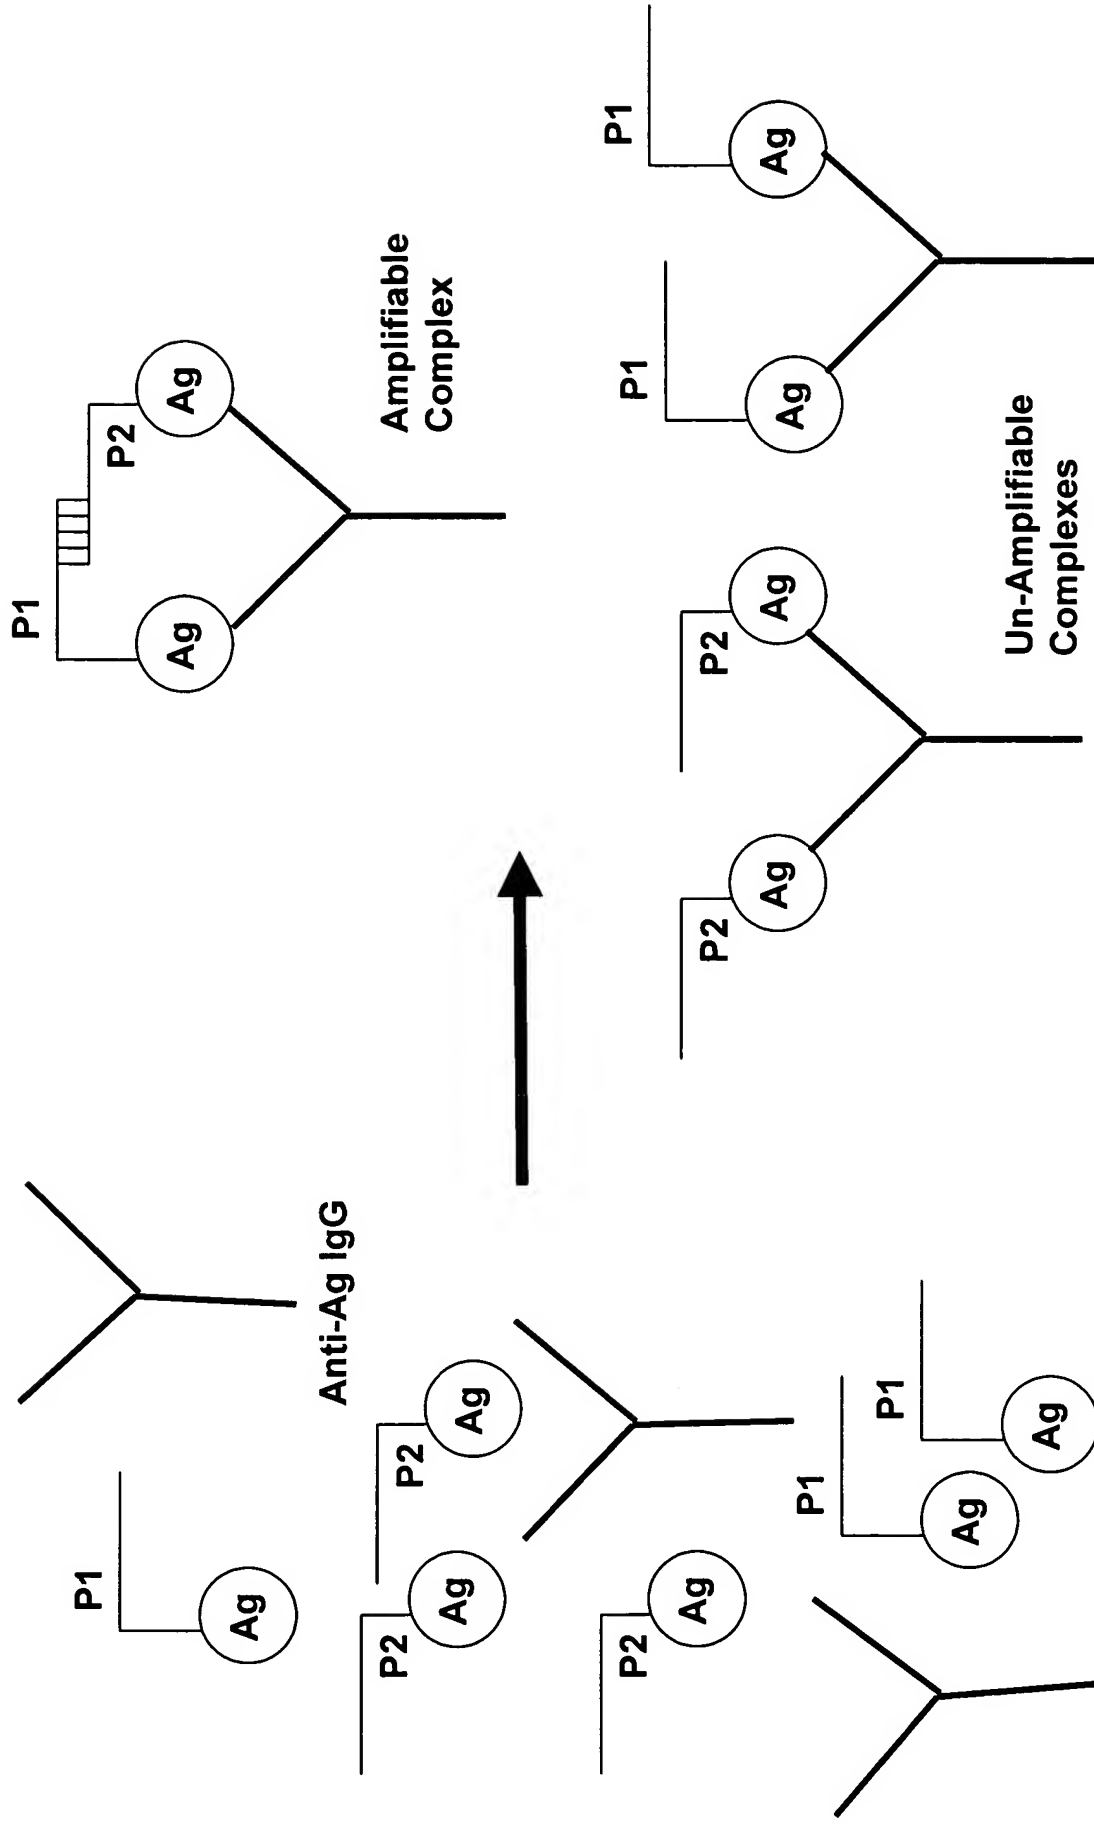 P1
Ag
Anti-Ag IgG
P2
P2
Ag
Ag
P2
Ag
P1
P1
Ag
Ag
P1
P2
Ag
Ag
Amplifiable
Complex
P2
P2
Ag
Ag
P1
P1
Ag
Ag
Un-Amplifiable
Complexes